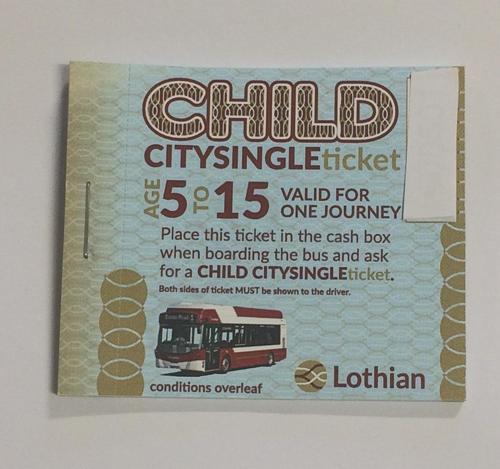 CHILD
CITYSINGLEticket
AGE 5 TO 15 VALID FOR ONE JOURNEY
Place this ticket in the cash box
when boarding the bus and ask
for a CHILD CITYSINGLEticket.
Both sides of ticket MUST be shown to the driver.
conditions overleaf
Lothian